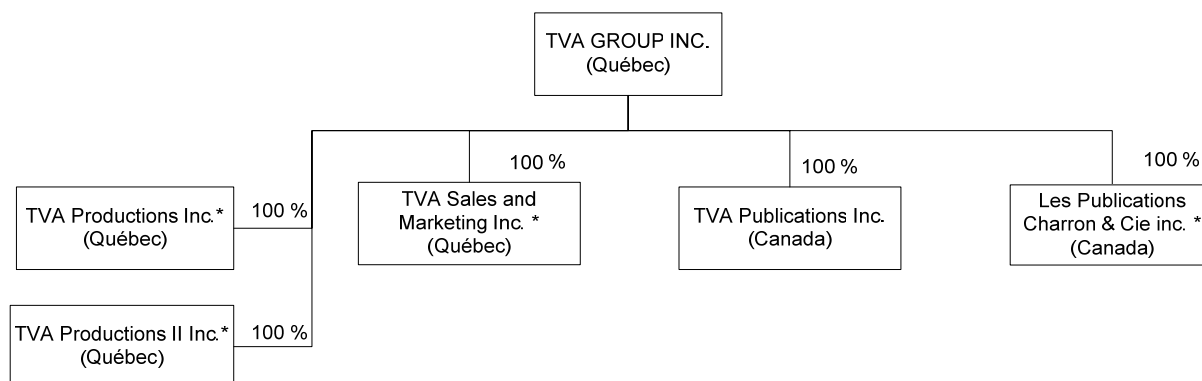 TVA GROUP INC.
(Québec)
100 %
100 %
100 %
TVA Productions Inc.*
(Québec)
100 %
TVA Sales and
Marketing Inc. *
(Québec)
TVA Publications Inc.
(Canada)
Les Publications
Charron & Cie inc. *
(Canada)
TVA Productions II Inc.*
(Québec)
100 %